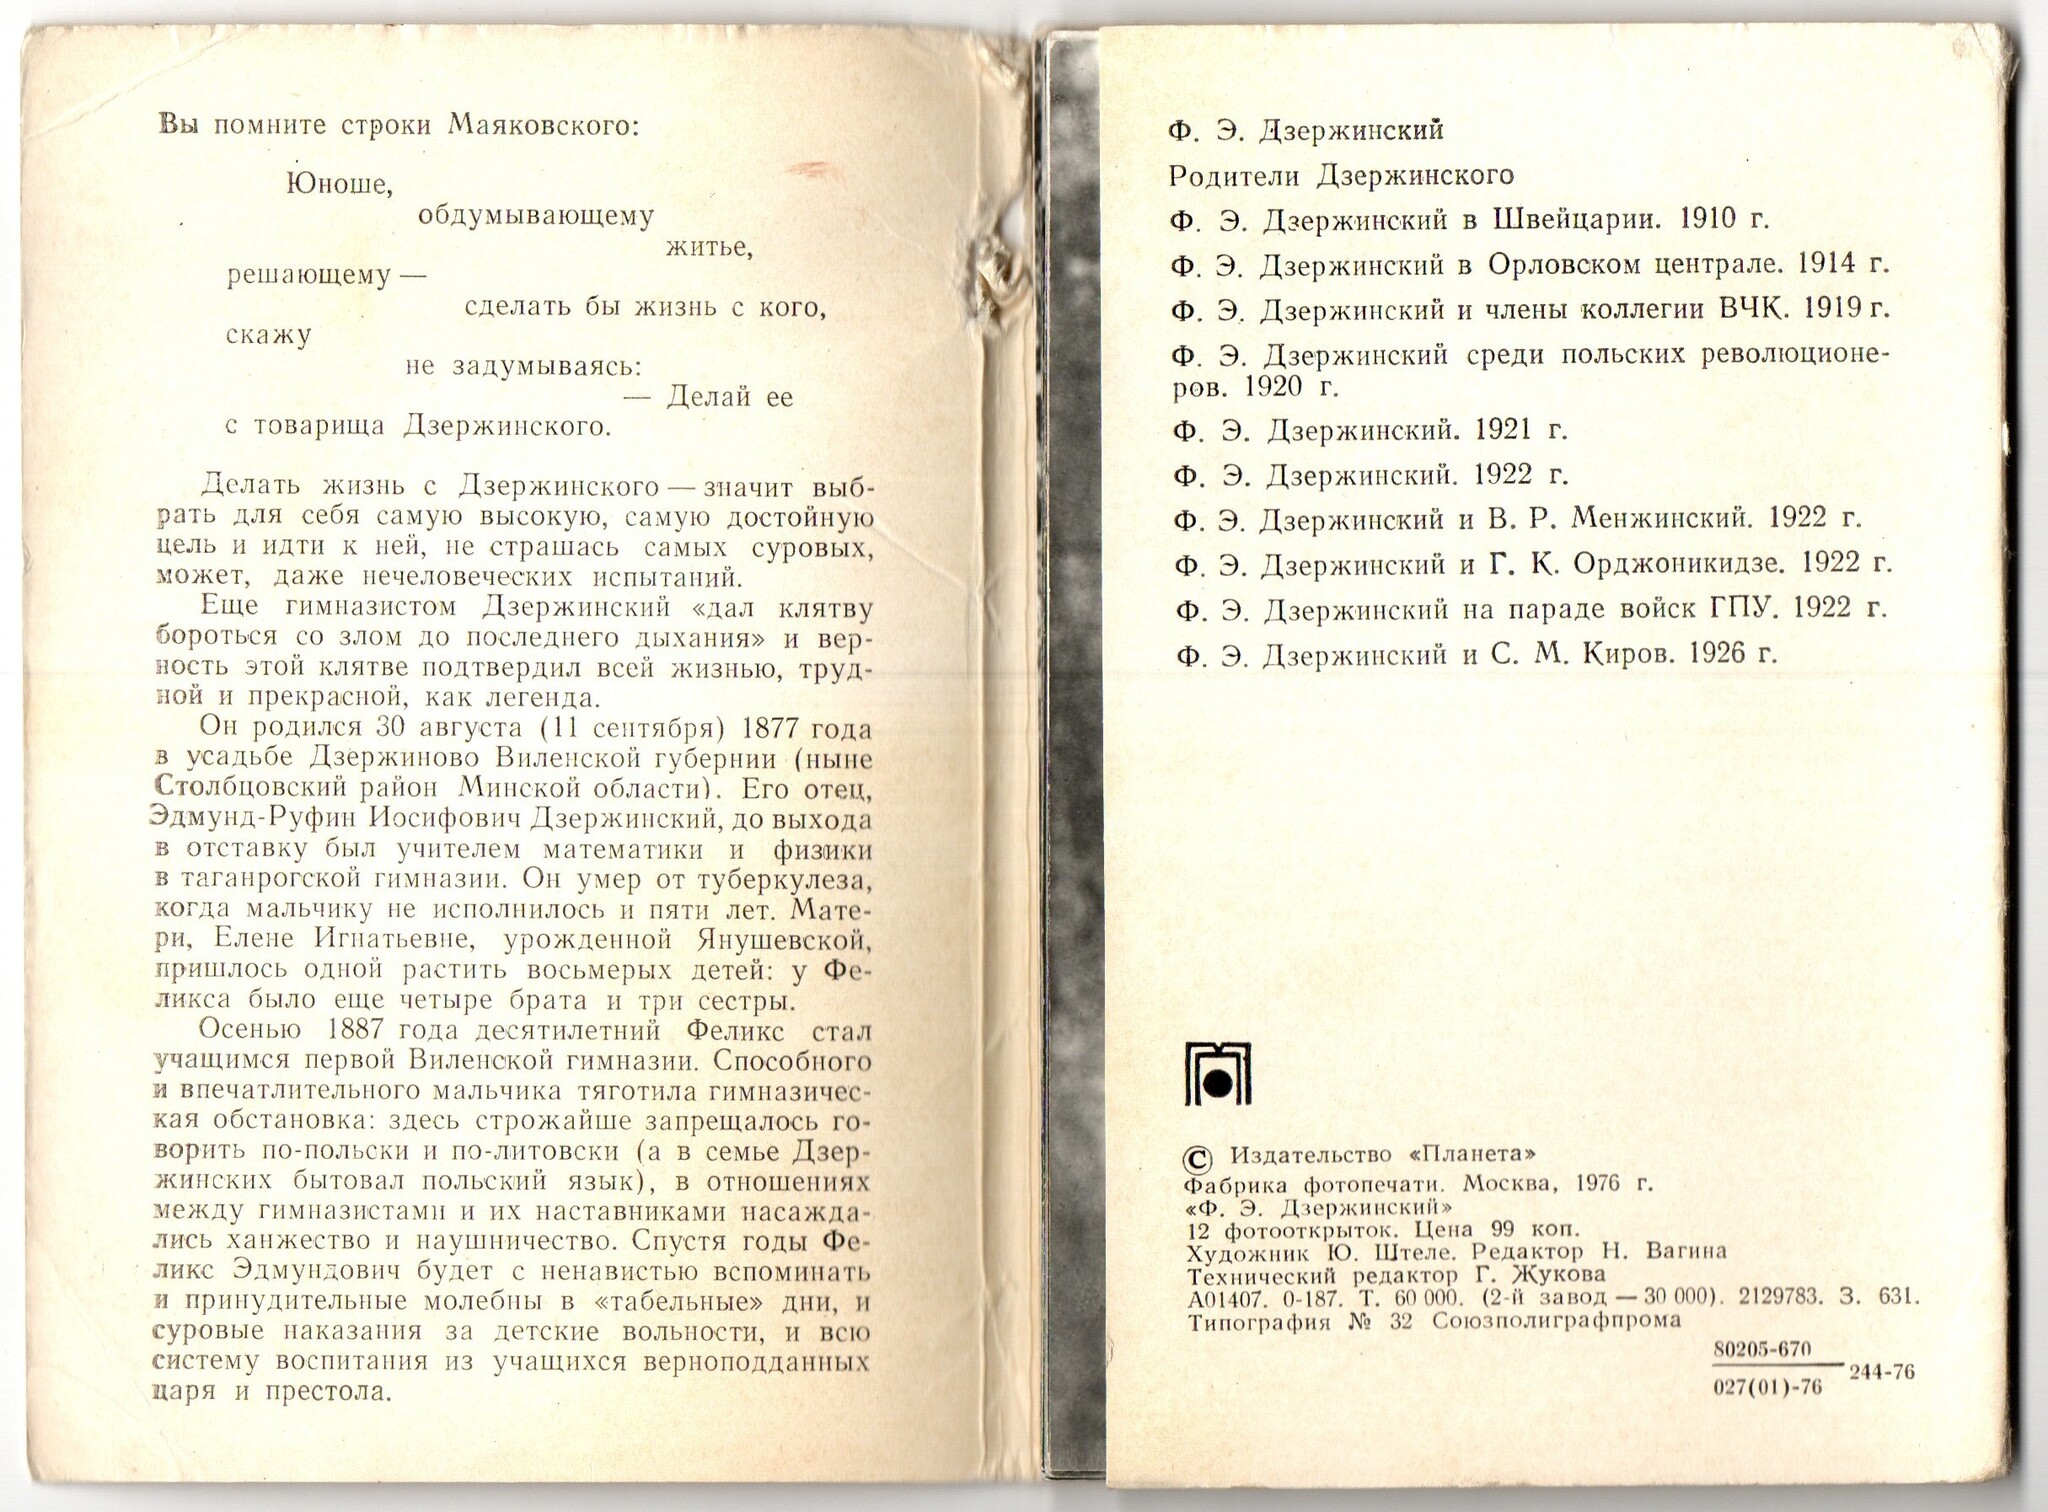 Вы помните строки Маяковского:
Юноше,
обдумывающему
житье,
решающему —
сделать бы жизнь с кого,
скажу
не задумываясь:
— Делай ее
с товарища Дзержинского.
Делать жизнь с Дзержинского — значит выб-
рать для себя самую высокую, самую достойную
цель и идти к ней, не страшась самых суровых,
может, даже нечеловеческих испытаний.
Еще гимназистом Дзержинский «дал клятву
бороться со злом до последнего дыхания» и вер-
ность этой клятве подтвердил всей жизнью, труд-
ной и прекрасной, как легенда.
Он родился 30 августа (11 сентября) 1877 года
в усадьбе Дзержиново Виленской губернии (ныне
Столбцовский район Минской области). Его отец,
Эдмунд-Руфин Иосифович Дзержинский, до выхода
в отставку был учителем математики и физики
в таганрогской гимназии. Он умер от туберкулеза,
когда мальчику не исполнилось и пяти лет. Мате-
ри, Елене Игнатьевне, урожденной Янушевской,
пришлось одной растить восьмерых детей: у Фе-
ликса было еще четыре брата и три сестры.
Осенью 1887 года десятилетний Феликс стал
учащимся первой Виленской гимназии. Способного
и впечатлительного мальчика тяготила гимназичес-
кая обстановка: здесь строжайше запрещалось го-
ворить по-польски и по-литовски (а в семье Дзер-
жинских бытовал польский язык), в отношениях
между гимназистами и их наставниками насажда-
лись ханжество и наушничество. Спустя годы Фе-
ликс Эдмундович будет с ненавистью вспоминать
и принудительные молебны в «табельные» дни, и
суровые наказания за детские вольности, и всю
систему воспитания из учащихся верноподданных
царя и престола.
Ф. Э. Дзержинский
Родители Дзержинского
Ф. Э. Дзержинский в Швейцарии. 1910 г.
Ф. Э. Дзержинский в Орловском централе. 1914 г.
Ф. Э. Дзержинский и члены коллегии ВЧК. 1919 г.
Ф. Э. Дзержинский среди польских революционе-
ров. 1920 г.
Ф. Э. Дзержинский. 1921 г.
Ф. Э. Дзержинский. 1922 г.
Ф. Э. Дзержинский и В. Р. Менжинский. 1922 г.
Ф. Э. Дзержинский и Г. К. Орджоникидзе. 1922 г.
Ф. Э. Дзержинский на параде войск ГПУ. 1922 г.
Ф. Э. Дзержинский и С. М. Киров. 1926 г.
© Издательство «Планета»
Фабрика фотопечати. Москва, 1976 г.
«Ф. Э. Дзержинский»
12 фотооткрыток. Цена 99 коп.
Художник Ю. Штеле. Редактор Н. Вагина
Технический редактор Г. Жукова
А01407. 0-187. Т. 60 000. (2-й завод — 30 000). 2129783. З. 631.
Типография № 32 Союзполиграфпрома
80205-670
027(01)-76
244-76